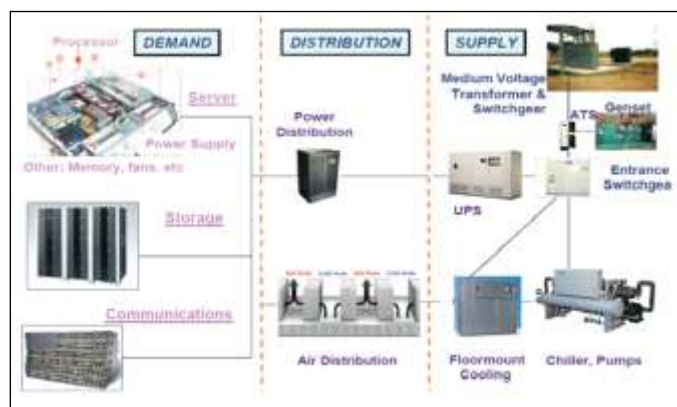 Processor
DEMAND
DISTRIBUTION
SUPPLY
Server
Power Supply
Other: Memory, fans, etc
Storage
Communications
Power
Distribution
Air Distribution
Medium Voltage
Transformer &
Switchgear
ATS
Genset
Entrance
Switchgea
UPS
Floormount
Cooling
Chiller, Pumps